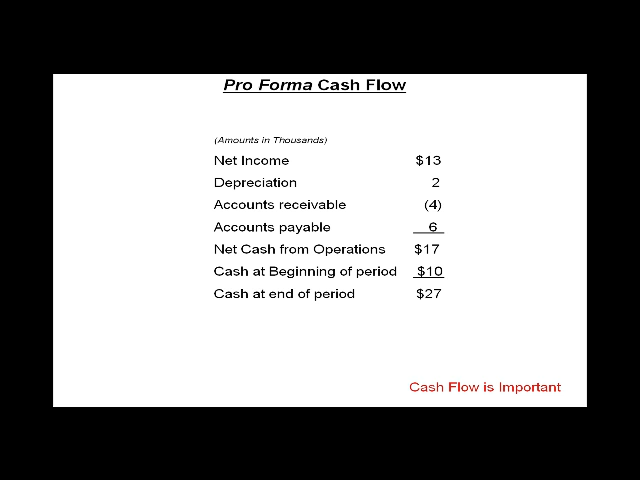 Pro Forma Cash Flow
(Amounts in Thousands)
Net Income $13
Depreciation 2
Accounts receivable (4)
Accounts payable 6
Net Cash from Operations $17
Cash at Beginning of period $10
Cash at end of period $27
Cash Flow is Important